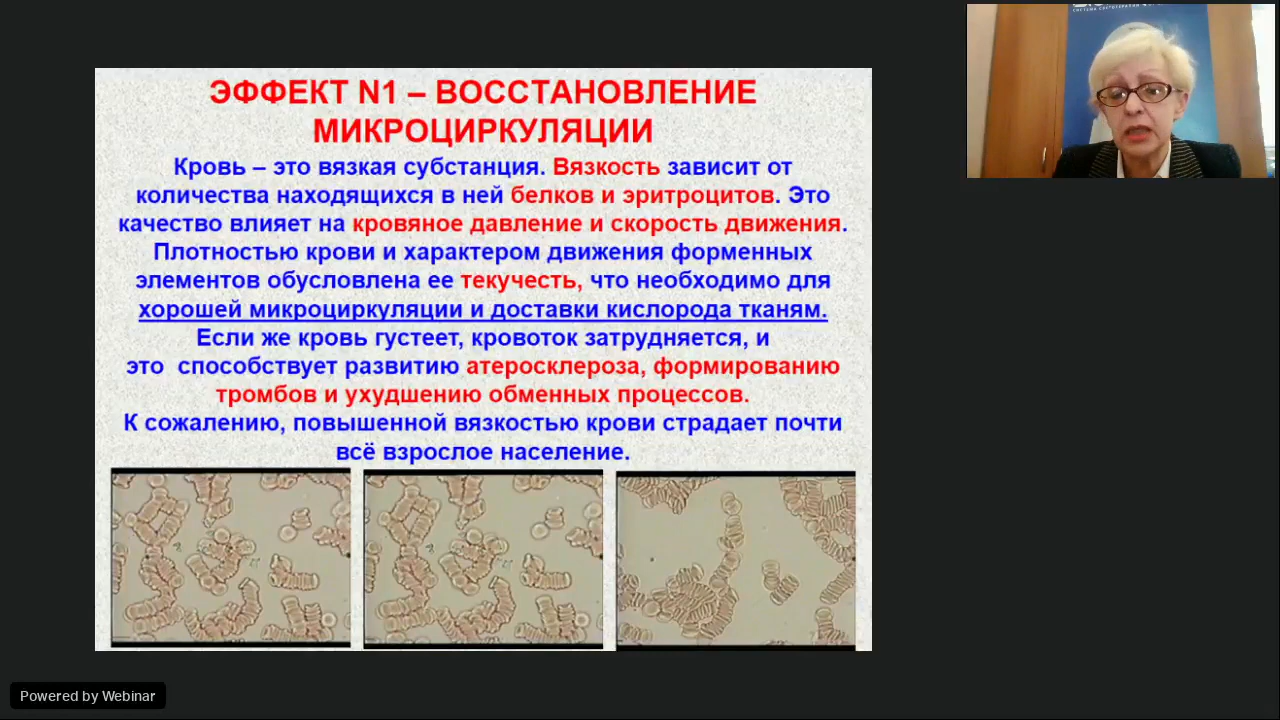 ЭФФЕКТ N1 – ВОССТАНОВЛЕНИЕ
МИКРОЦИРКУЛЯЦИИ
Кровь – это вязкая субстанция. Вязкость зависит от
количества находящихся в ней белков и эритроцитов. Это
качество влияет на кровяное давление и скорость движения.
Плотностью крови и характером движения форменных
элементов обусловлена ее текучесть, что необходимо для
хорошей микроциркуляции и доставки кислорода тканям.
Если же кровь густеет, кровоток затрудняется, и
это способствует развитию атеросклероза, формированию
тромбов и ухудшению обменных процессов.
К сожалению, повышенной вязкостью крови страдает почти
всё взрослое население.
Powered by Webinar